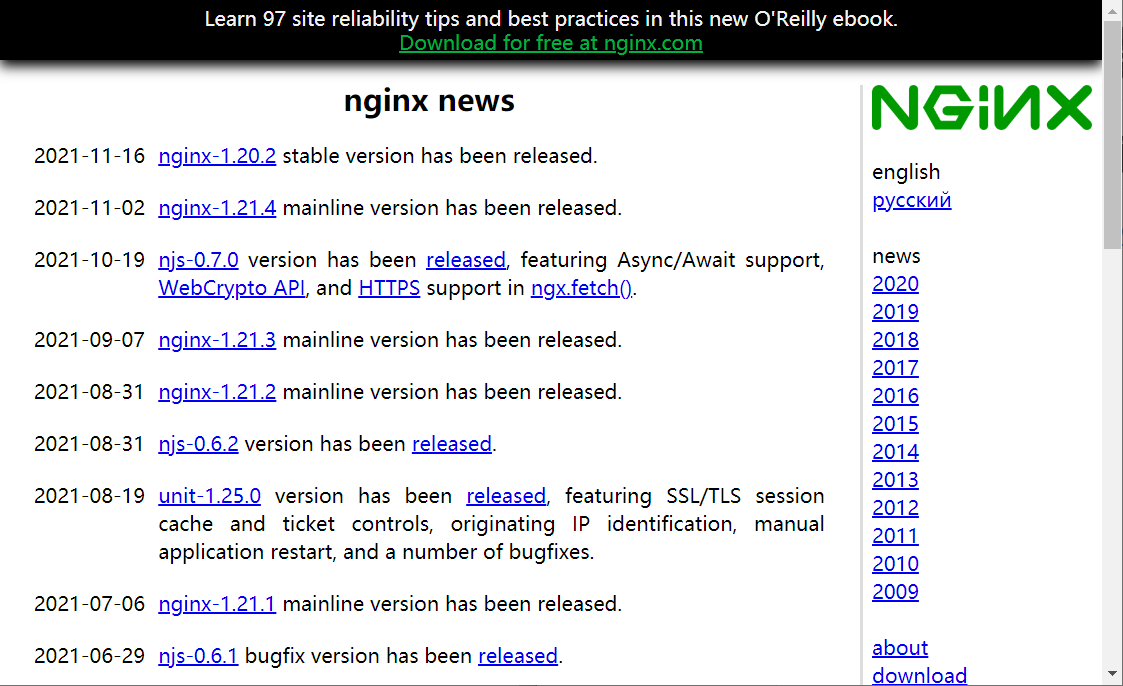 Learn 97 site reliability tips and best practices in this new O'Reilly ebook.
Download for free at nginx.com
nginx news
2021-11-16 nginx-1.20.2 stable version has been released.
2021-11-02 nginx-1.21.4 mainline version has been released.
2021-10-19 njs-0.7.0 version has been released, featuring Async/Await support,
WebCrypto API, and HTTPS support in ngx.fetch().
2021-09-07 nginx-1.21.3 mainline version has been released.
2021-08-31 nginx-1.21.2 mainline version has been released.
2021-08-31 njs-0.6.2 version has been released.
2021-08-19 unit-1.25.0 version has been released, featuring SSL/TLS session
cache and ticket controls, originating IP identification, manual
application restart, and a number of bugfixes.
2021-07-06 nginx-1.21.1 mainline version has been released.
2021-06-29 njs-0.6.1 bugfix version has been released.
NGINX
english
русский
news
2020
2019
2018
2017
2016
2015
2014
2013
2012
2011
2010
2009
about
download